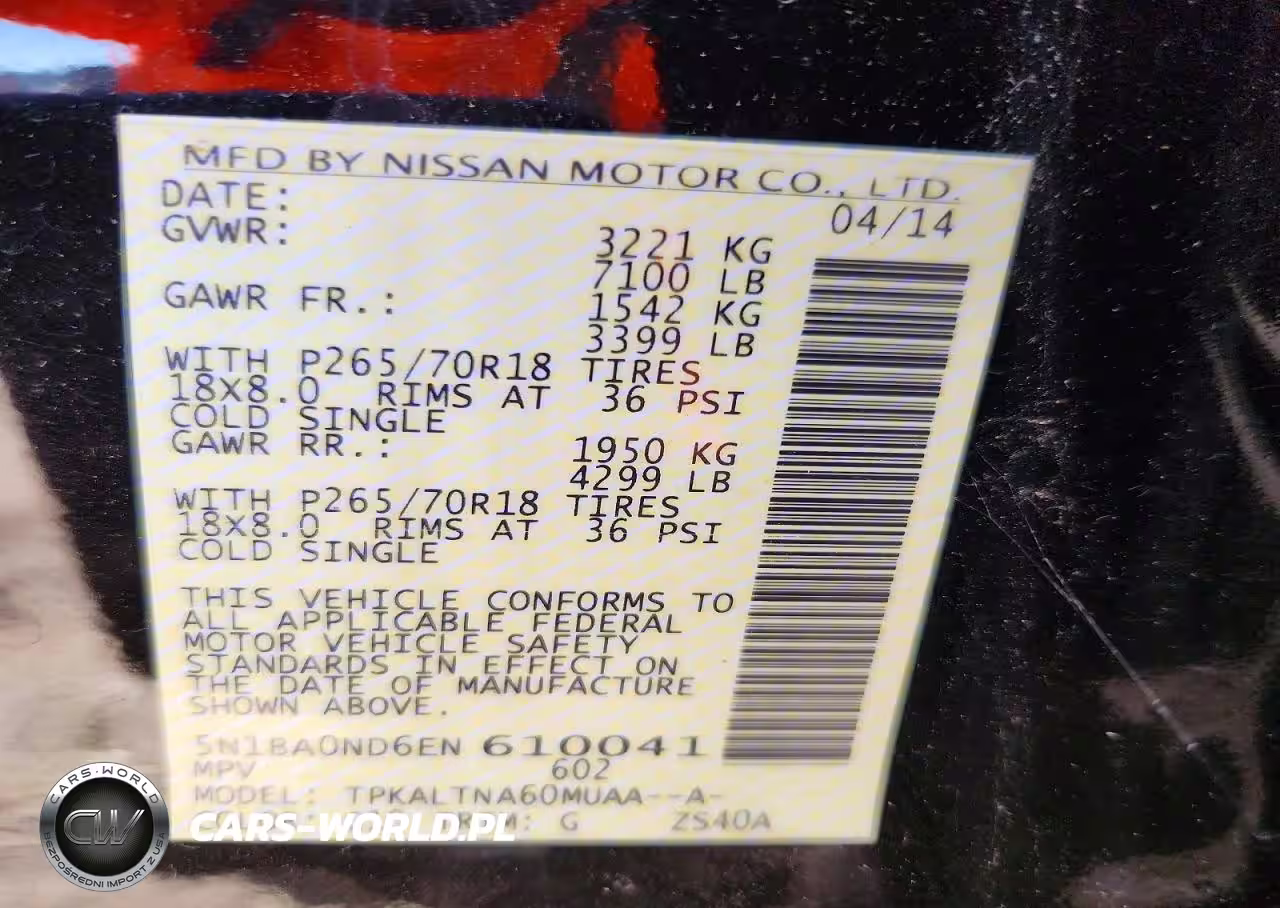 MFD BY NISSAN MOTOR CO., LTD.
DATE: 04/14
GVWR: 3221 KG
7100 LB
GAWR FR.: 1542 KG
3399 LB
WITH P265/70R18 TIRES
18X8.0 RIMS AT 36 PSI
COLD SINGLE
GAWR RR.: 1950 KG
4299 LB
WITH P265/70R18 TIRES
18X8.0 RIMS AT 36 PSI
COLD SINGLE
THIS VEHICLE CONFORMS TO
ALL APPLICABLE FEDERAL
MOTOR VEHICLE SAFETY
STANDARDS IN EFFECT ON
THE DATE OF MANUFACTURE
SHOWN ABOVE.
5N1BA0ND6EN 610041
MPV 602
MODEL: TPKALTNA60MUAA--A-
G ZS40A
CARS-WORLD
CW
BEZPOŚREDNI IMPORT Z USA
CARS-WORLD.PL